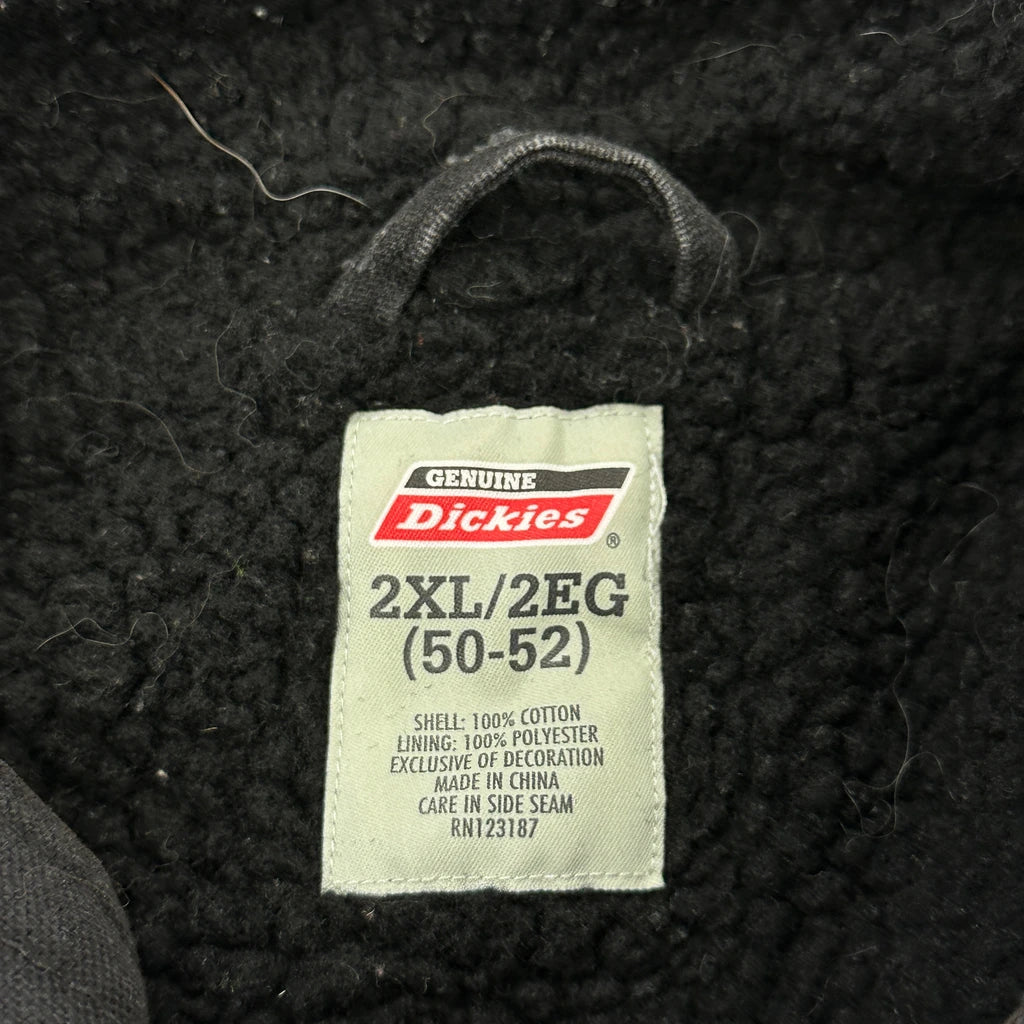 GENUINE
Dickies
®
2XL/2EG
(50-52)
SHELL: 100% COTTON
LINING: 100% POLYESTER
EXCLUSIVE OF DECORATION
MADE IN CHINA
CARE IN SIDE SEAM
RN123187